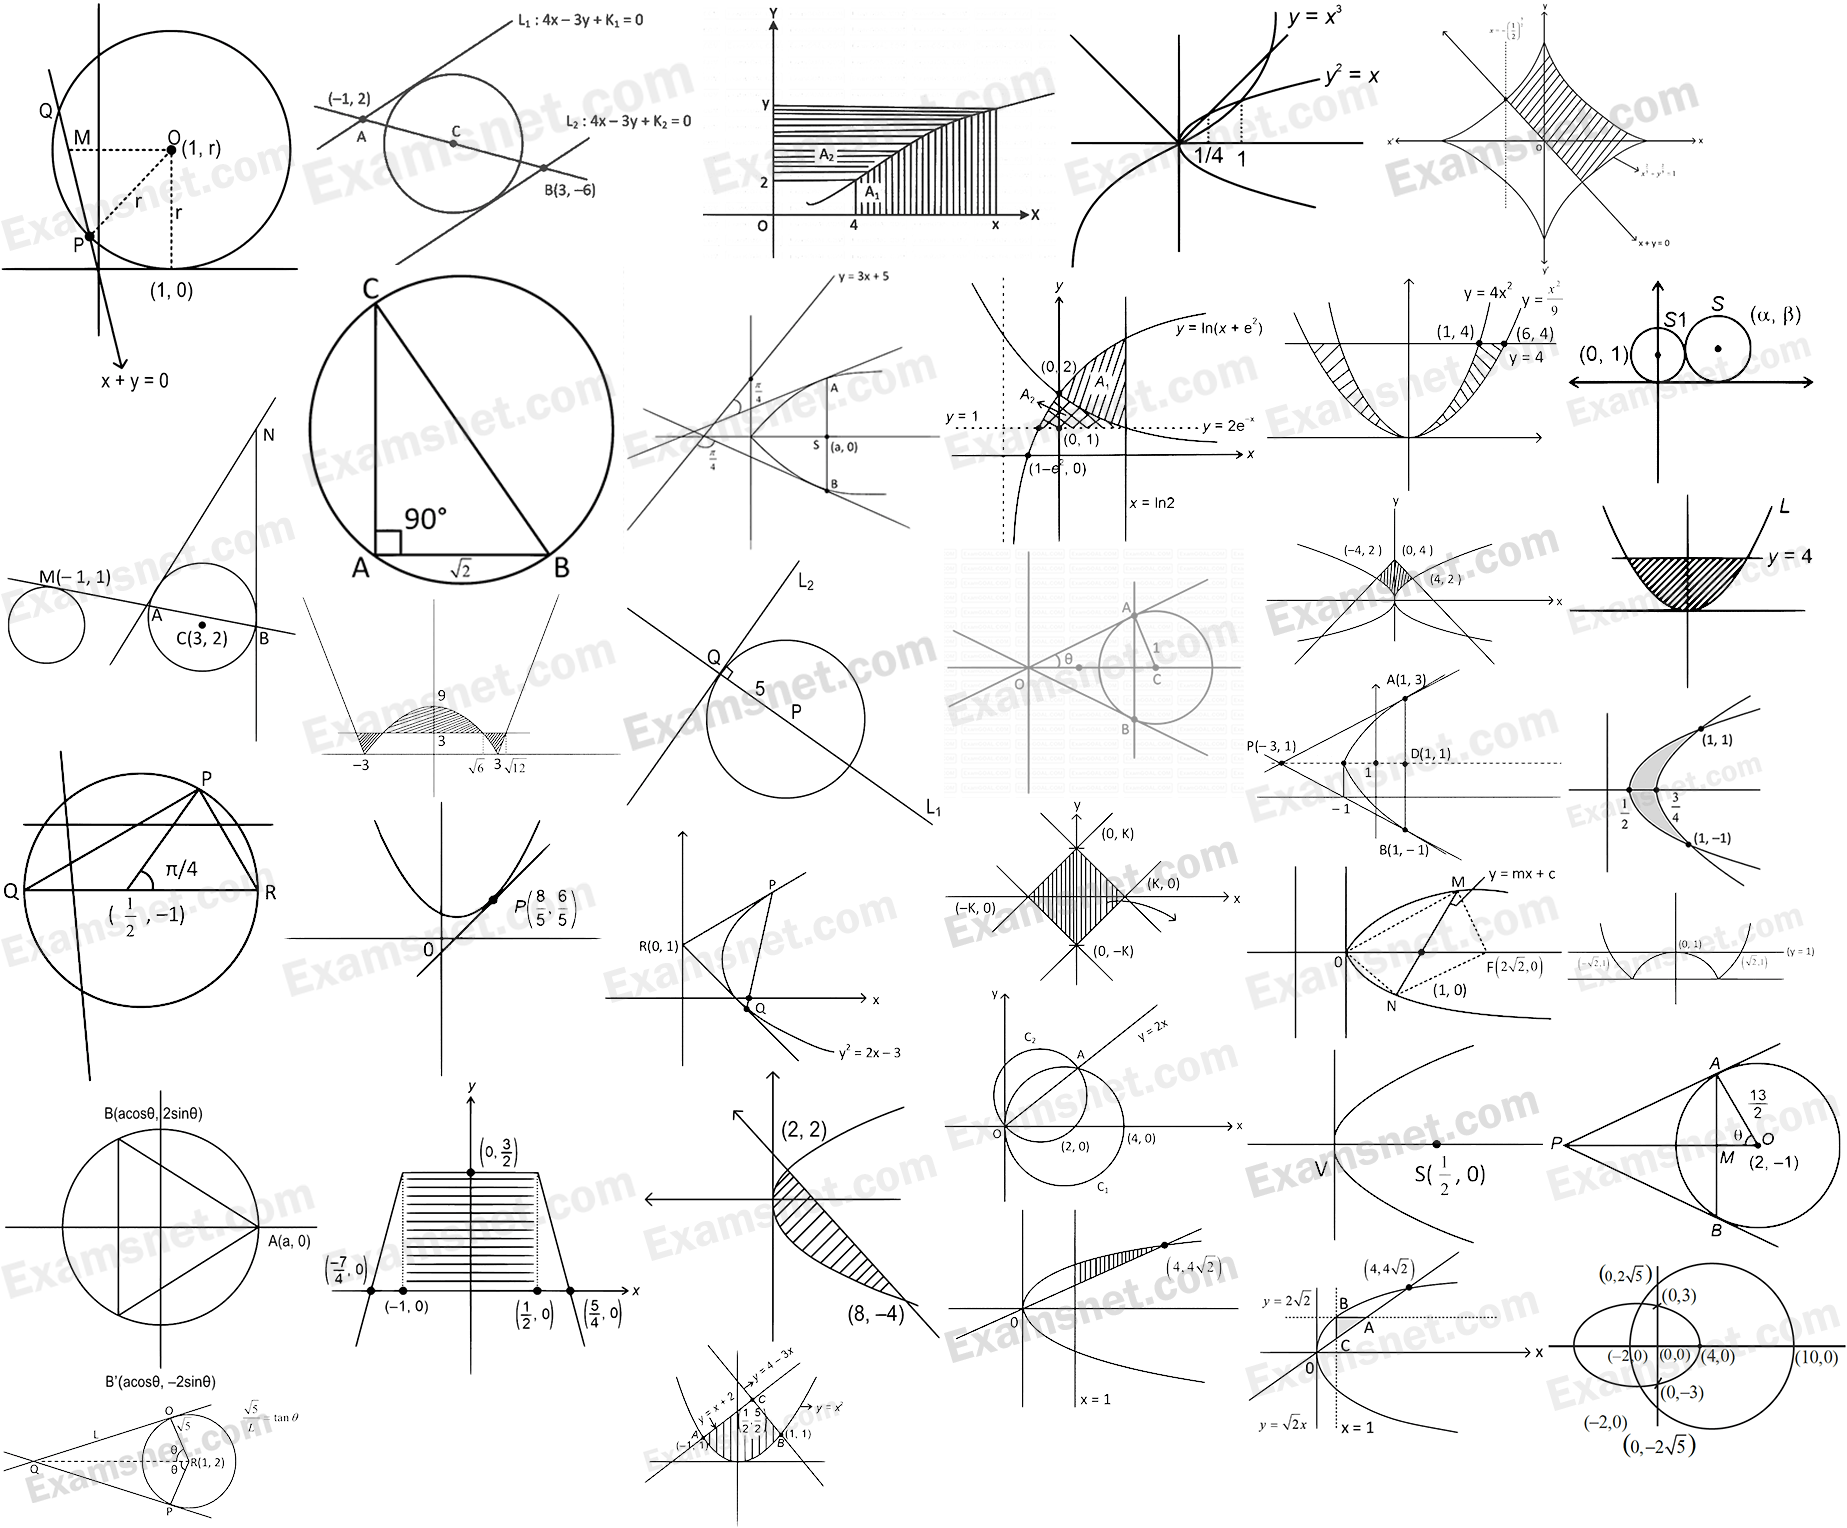 Q
M
O
(1, r)
r
r
P
(1, 0)
x + y = 0
L₁ : 4x – 3y + K₁ = 0
(–1, 2)
A
C
L₂ : 4x – 3y + K₂ = 0
B(3, –6)
Y
y
A₂
2
A₁
O
4
x
X
y = x³
y² = x
1/4
1
y
x'
o
x
x + y = 0
y'
C
90°
A
√2
B
y = 3x + 5
π/4
A
S
(a, 0)
π/4
B
y
y = ln(x + e²)
(0, 2)
A₁
A₂
y = 1
y = 2e⁻ˣ
(0, 1)
x
(1–e², 0)
x = ln2
y = 4x²
y = x²/9
(1, 4)
(6, 4)
y = 4
S1
S
(α, β)
(0, 1)
N
M(– 1, 1)
A
C(3, 2)
B
9
3
–3
√6
3
√12
L₂
Q
5
P
L₁
A
θ
1
O
C
B
y
(–4, 2 )
(0, 4)
(4, 2 )
x
L
y = 4
A(1, 3)
P(– 3, 1)
D(1, 1)
1
– 1
B(1, – 1)
(1, 1)
1/2
3/4
(1, –1)
P
π/4
Q
R
( 1/2 , –1)
P(8/5, 6/5)
0
P
R(0, 1)
x
Q
y² = 2x – 3
y
(0, K)
(K, 0)
x
(–K, 0)
(0, –K)
y = mx + c
M
0
F(2√2, 0)
(1, 0)
N
(0, 1)
(–√2, 1)
(√2, 1)
(y = 1)
B(acosθ, 2sinθ)
A(a, 0)
B'(acosθ, –2sinθ)
y
(0, 3/2)
(–7/4, 0)
x
(–1, 0)
(1/2, 0)
(5/4, 0)
(2, 2)
(8, –4)
y
C₂
A
y = 2x
O
x
(2, 0)
(4, 0)
C₁
V
S( 1/2 , 0)
A
13/2
P
θ
O
M
(2, –1)
B
(4, 4√2)
0
x = 1
(4, 4√2)
y = 2√2
B
A
C
0
x
y = √2x
x = 1
(0,2√5)
(0,3)
(–2,0)
(0,0)
(4,0)
(10,0)
(0,–3)
(–2,0)
(0,–2√5)
O
√5
√5/L = tan θ
L
θ
Q
θ
R(1, 2)
P
y = 4 – 3x
y = x + 2
C
(1/2, 5/2)
y = x²
A
(–1, 1)
B
(1, 1)
Examsnet.com